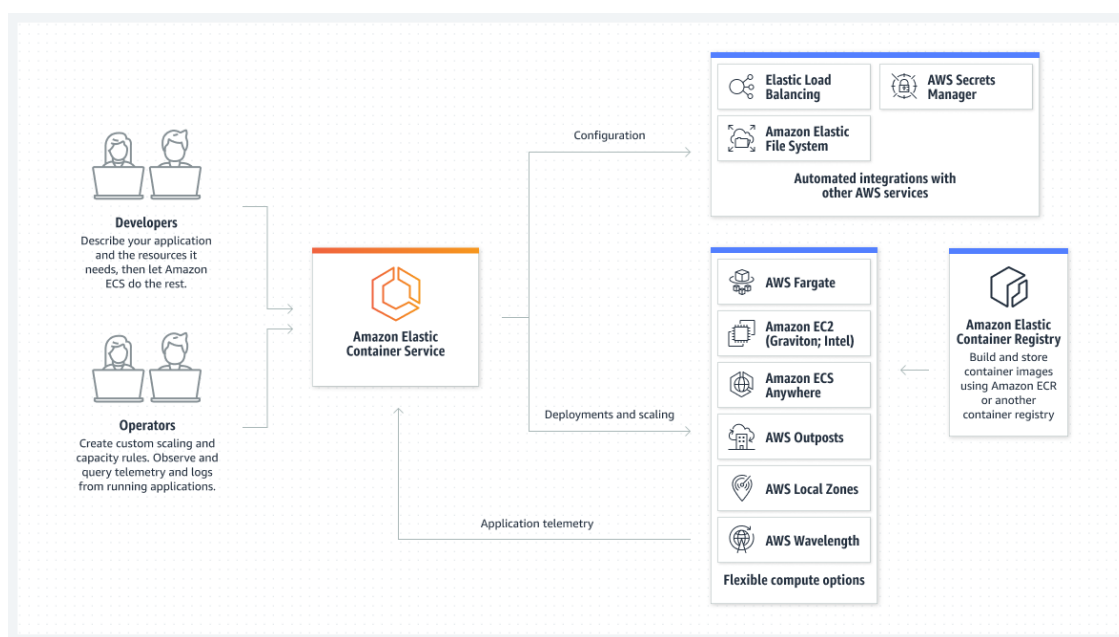 Developers
Describe your application
and the resources it
needs, then let Amazon
ECS do the rest.
Operators
Create custom scaling and
capacity rules. Observe and
query telemetry and logs
from running applications.
Amazon Elastic
Container Service
Configuration
Deployments and scaling
Application telemetry
Elastic Load
Balancing
AWS Secrets
Manager
Amazon Elastic
File System
Automated integrations with
other AWS services
AWS Fargate
Amazon EC2
(Graviton; Intel)
Amazon ECS
Anywhere
AWS Outposts
AWS Local Zones
AWS Wavelength
Flexible compute options
Amazon Elastic
Container Registry
Build and store
container images
using Amazon ECR
or another
container registry